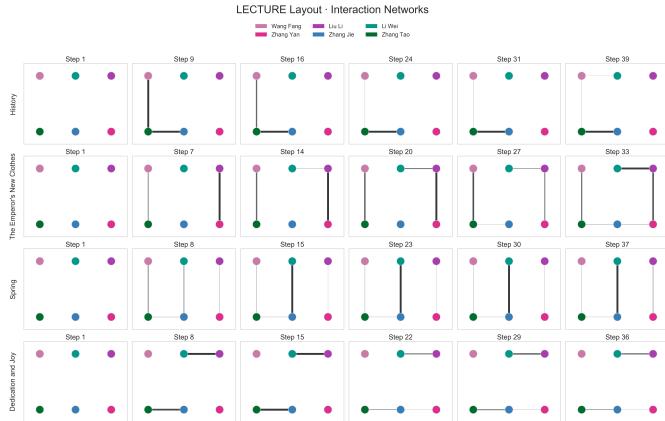 LECTURE Layout · Interaction Networks
Wang Fang Liu Li Li Wei
Zhang Yan Zhang Jie Zhang Tao
History
Step 1 Step 9 Step 16 Step 24 Step 31 Step 39
The Emperor's New Clothes
Step 1 Step 7 Step 14 Step 20 Step 27 Step 33
Spring
Step 1 Step 8 Step 15 Step 23 Step 30 Step 37
Dedication and Joy
Step 1 Step 8 Step 15 Step 22 Step 29 Step 36